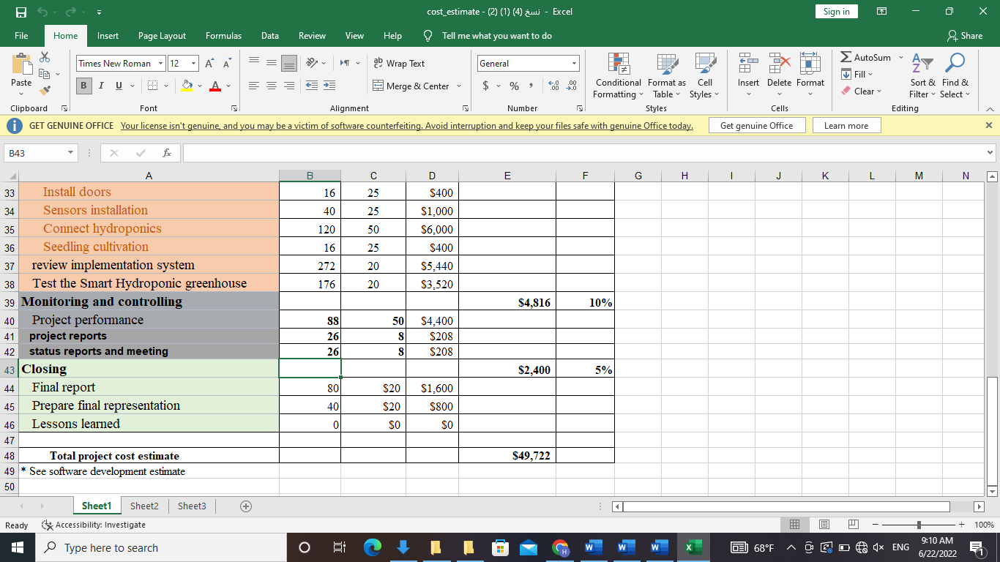 cost_estimate - (2) (1) (4) نسخ - Excel
Sign in
File Home Insert Page Layout Formulas Data Review View Help Tell me what you want to do Share
Paste
Clipboard
Times New Roman 12
B I U A
Font
Wrap Text
Merge & Center
Alignment
General
$ % ,
Number
Conditional Formatting
Format as Table
Cell Styles
Styles
Insert Delete Format
Cells
AutoSum
Fill
Clear
Sort & Filter
Find & Select
Editing
GET GENUINE OFFICE Your license isn't genuine, and you may be a victim of software counterfeiting. Avoid interruption and keep your files safe with genuine Office today. Get genuine Office Learn more
B43 fx
A B C D E F G H I J K L M N
33 Install doors 16 25 $400
34 Sensors installation 40 25 $1,000
35 Connect hydroponics 120 50 $6,000
36 Seedling cultivation 16 25 $400
37 review implementation system 272 20 $5,440
38 Test the Smart Hydroponic greenhouse 176 20 $3,520
39 Monitoring and controlling $4,816 10%
40 Project performance 88 50 $4,400
41 project reports 26 8 $208
42 status reports and meeting 26 8 $208
43 Closing $2,400 5%
44 Final report 80 $20 $1,600
45 Prepare final representation 40 $20 $800
46 Lessons learned 0 $0 $0
47
48 Total project cost estimate $49,722
49 * See software development estimate
50
Sheet1 Sheet2 Sheet3
Ready Accessibility: Investigate 100%
Type here to search 68°F ENG 9:10 AM
6/22/2022